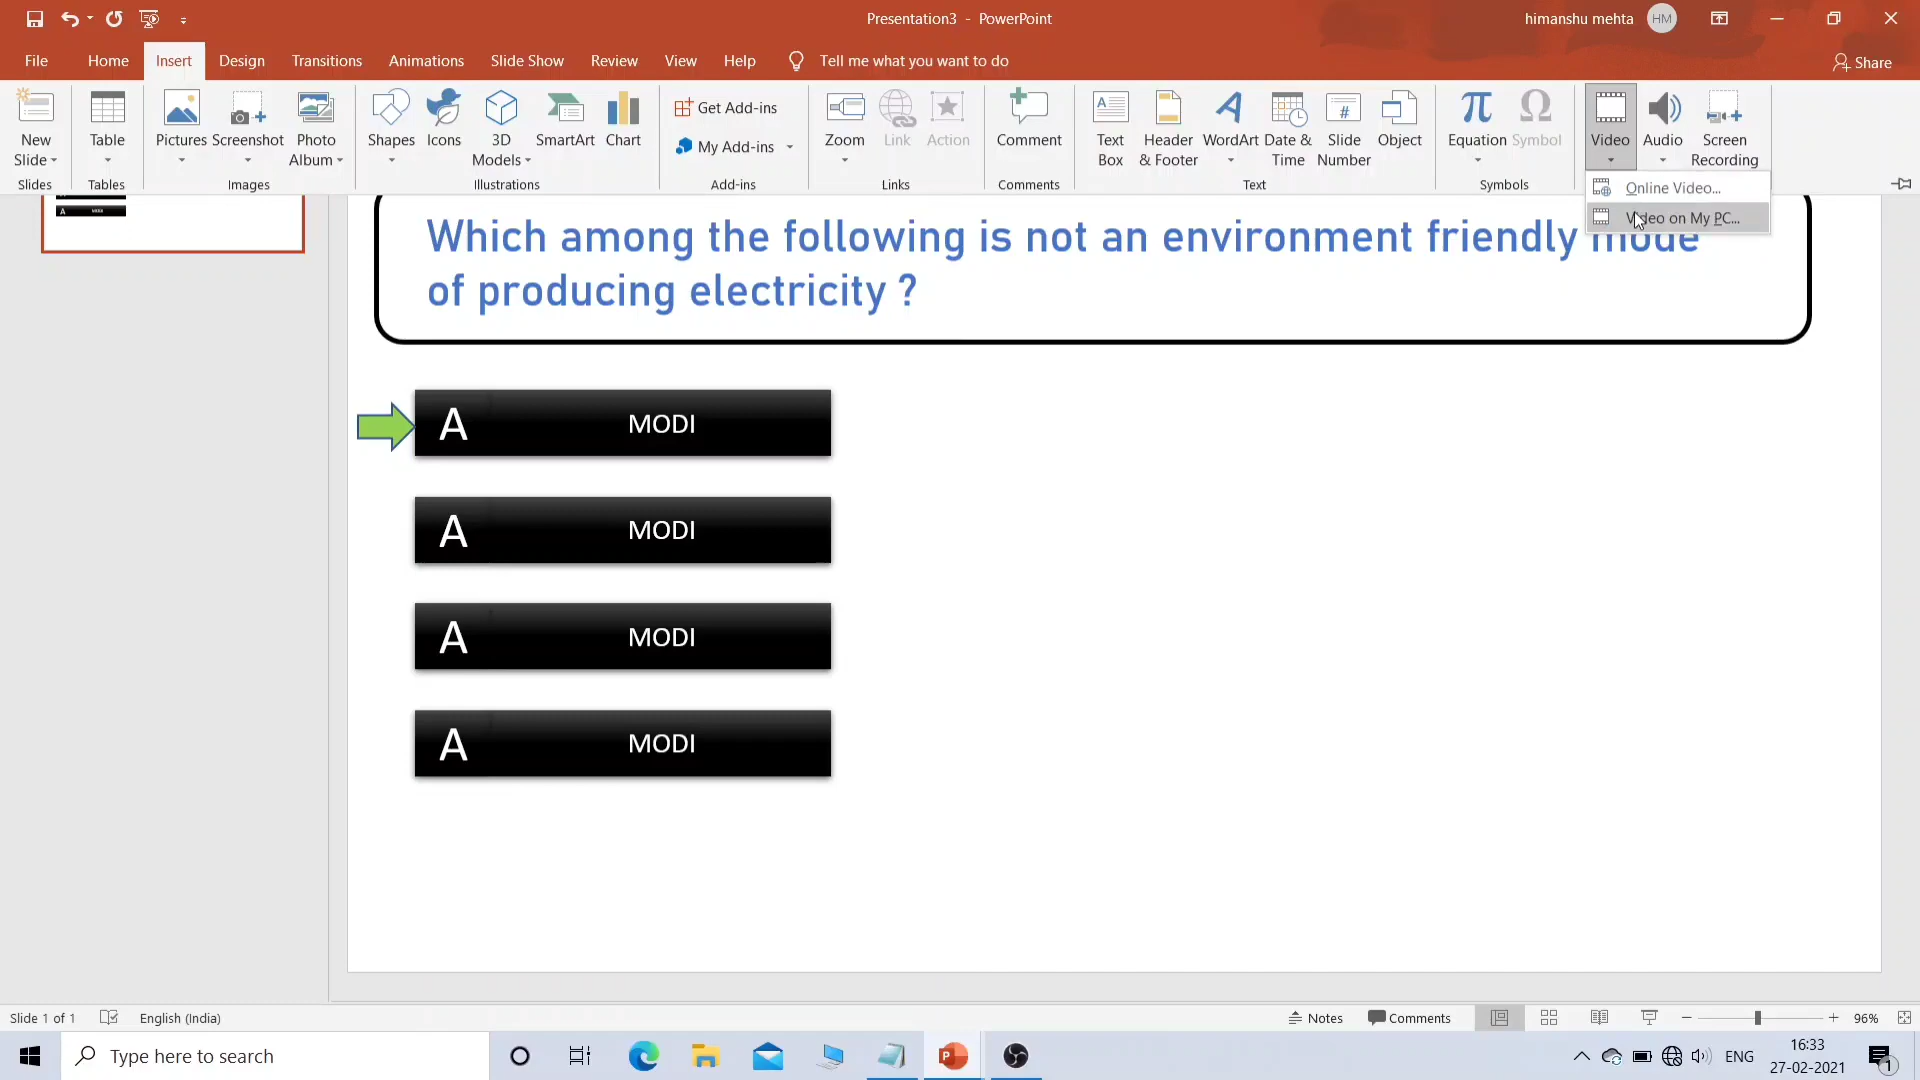 Presentation3 - PowerPoint
himanshu mehta HM
File Home Insert Design Transitions Animations Slide Show Review View Help Tell me what you want to do Share
New Slide
Slides
Table
Tables
Pictures Screenshot Photo Album
Images
Shapes Icons 3D Models SmartArt Chart
Illustrations
Get Add-ins
My Add-ins
Add-ins
Zoom Link Action
Links
Comment
Comments
Text Box Header & Footer WordArt Date & Time Slide Number Object
Text
Equation Symbol
Symbols
Video Audio Screen Recording
Online Video...
Video on My PC...
A MODI
Which among the following is not an environment friendly mode
of producing electricity ?
A MODI
A MODI
A MODI
A MODI
Slide 1 of 1 English (India) Notes Comments 96%
Type here to search
ENG
16:33
27-02-2021
1